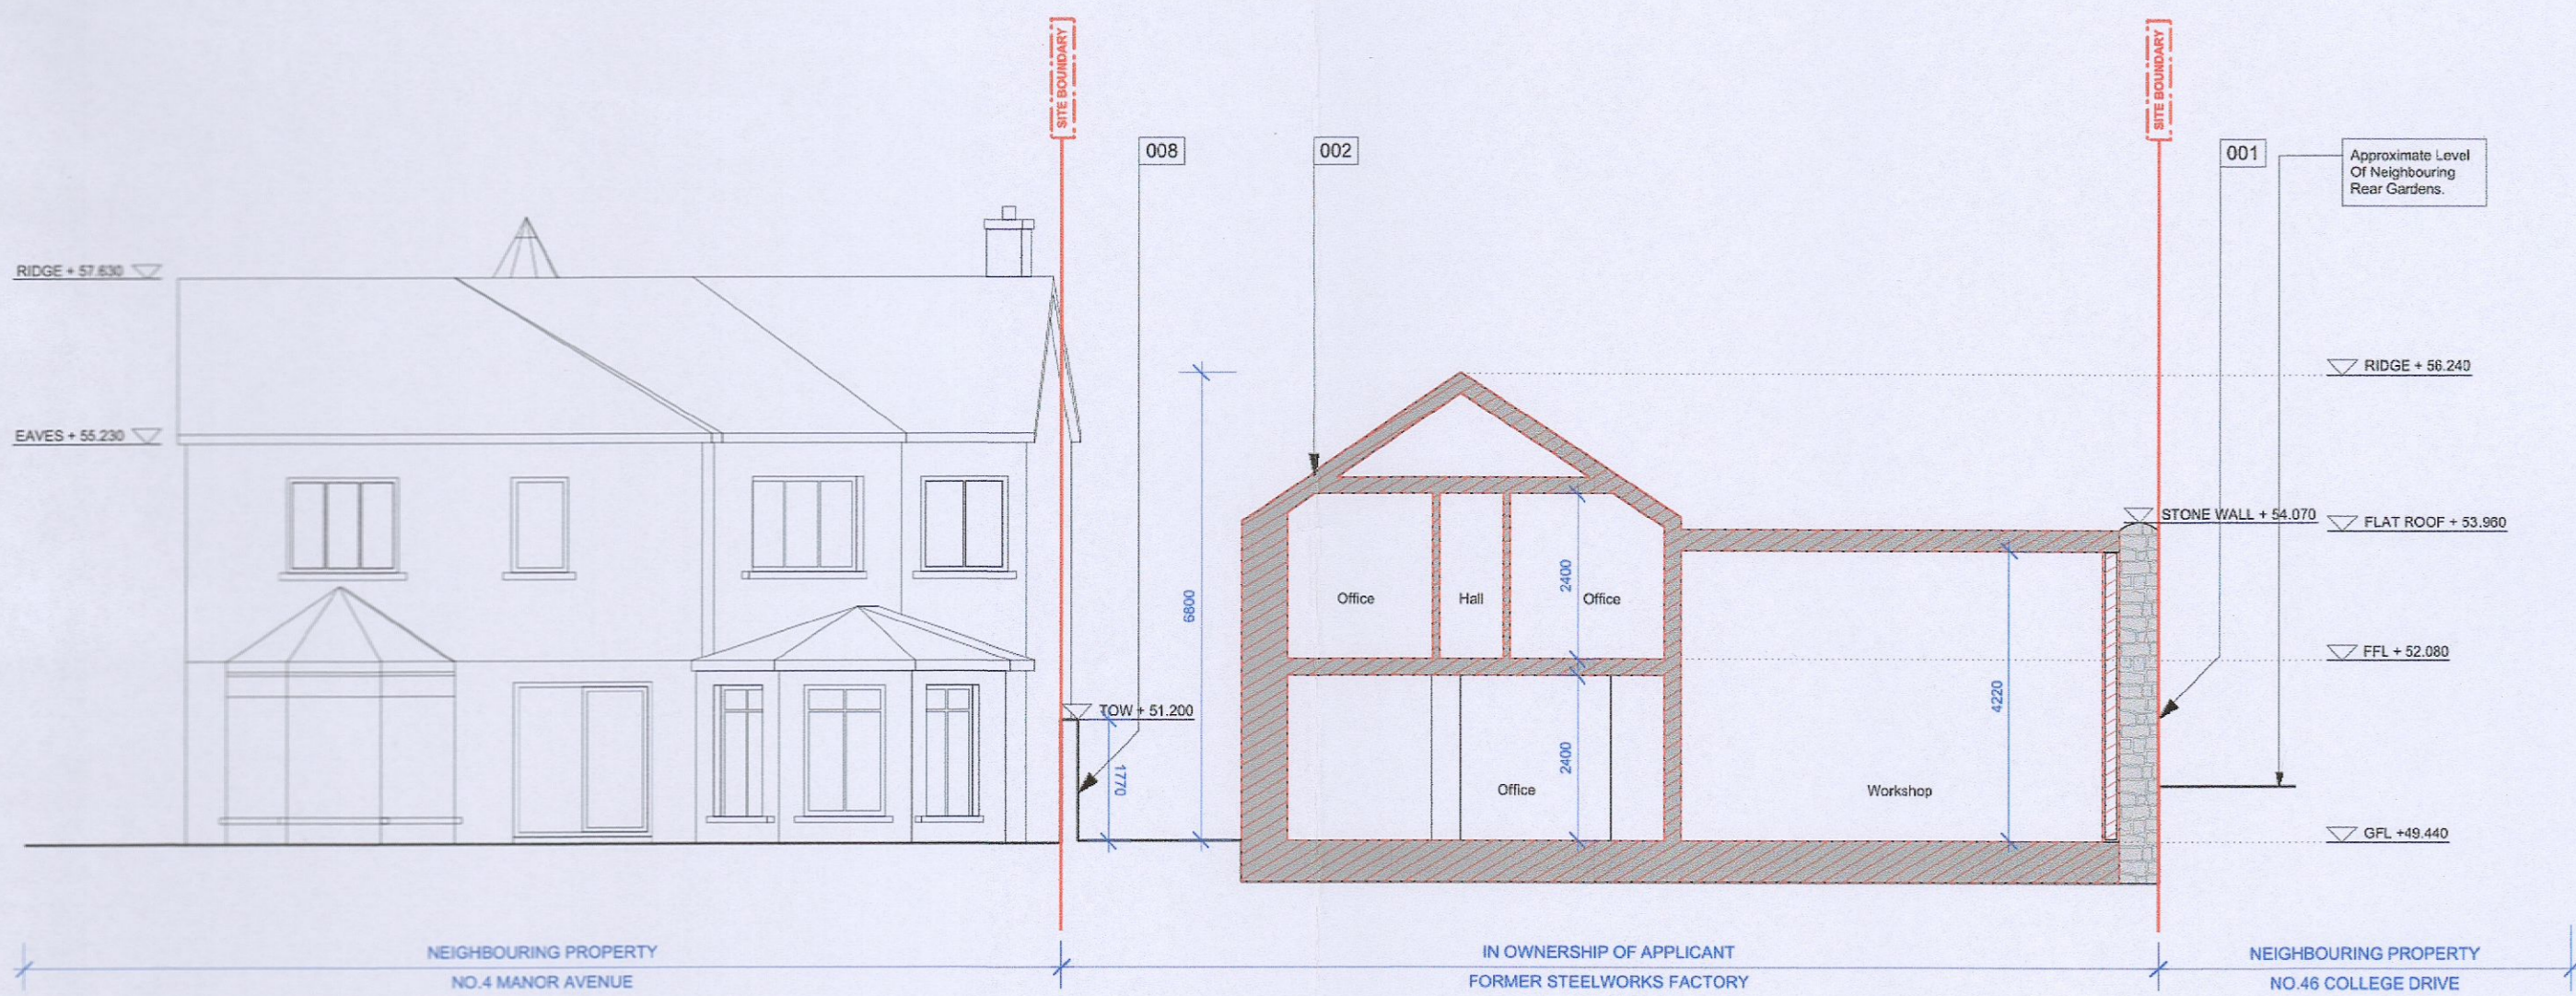 SITE BOUNDARY
SITE BOUNDARY
008
002
001
Approximate Level
Of Neighbouring
Rear Gardens.
RIDGE + 57.630
RIDGE + 56.240
EAVES + 55.230
STONE WALL + 54.070
FLAT ROOF + 53.960
2400
Office
Hall
Office
6800
FFL + 52.080
4220
TOW + 51.200
1770
2400
Office
Workshop
GFL +49.440
NEIGHBOURING PROPERTY
NO.4 MANOR AVENUE
IN OWNERSHIP OF APPLICANT
FORMER STEELWORKS FACTORY
NEIGHBOURING PROPERTY
NO.46 COLLEGE DRIVE